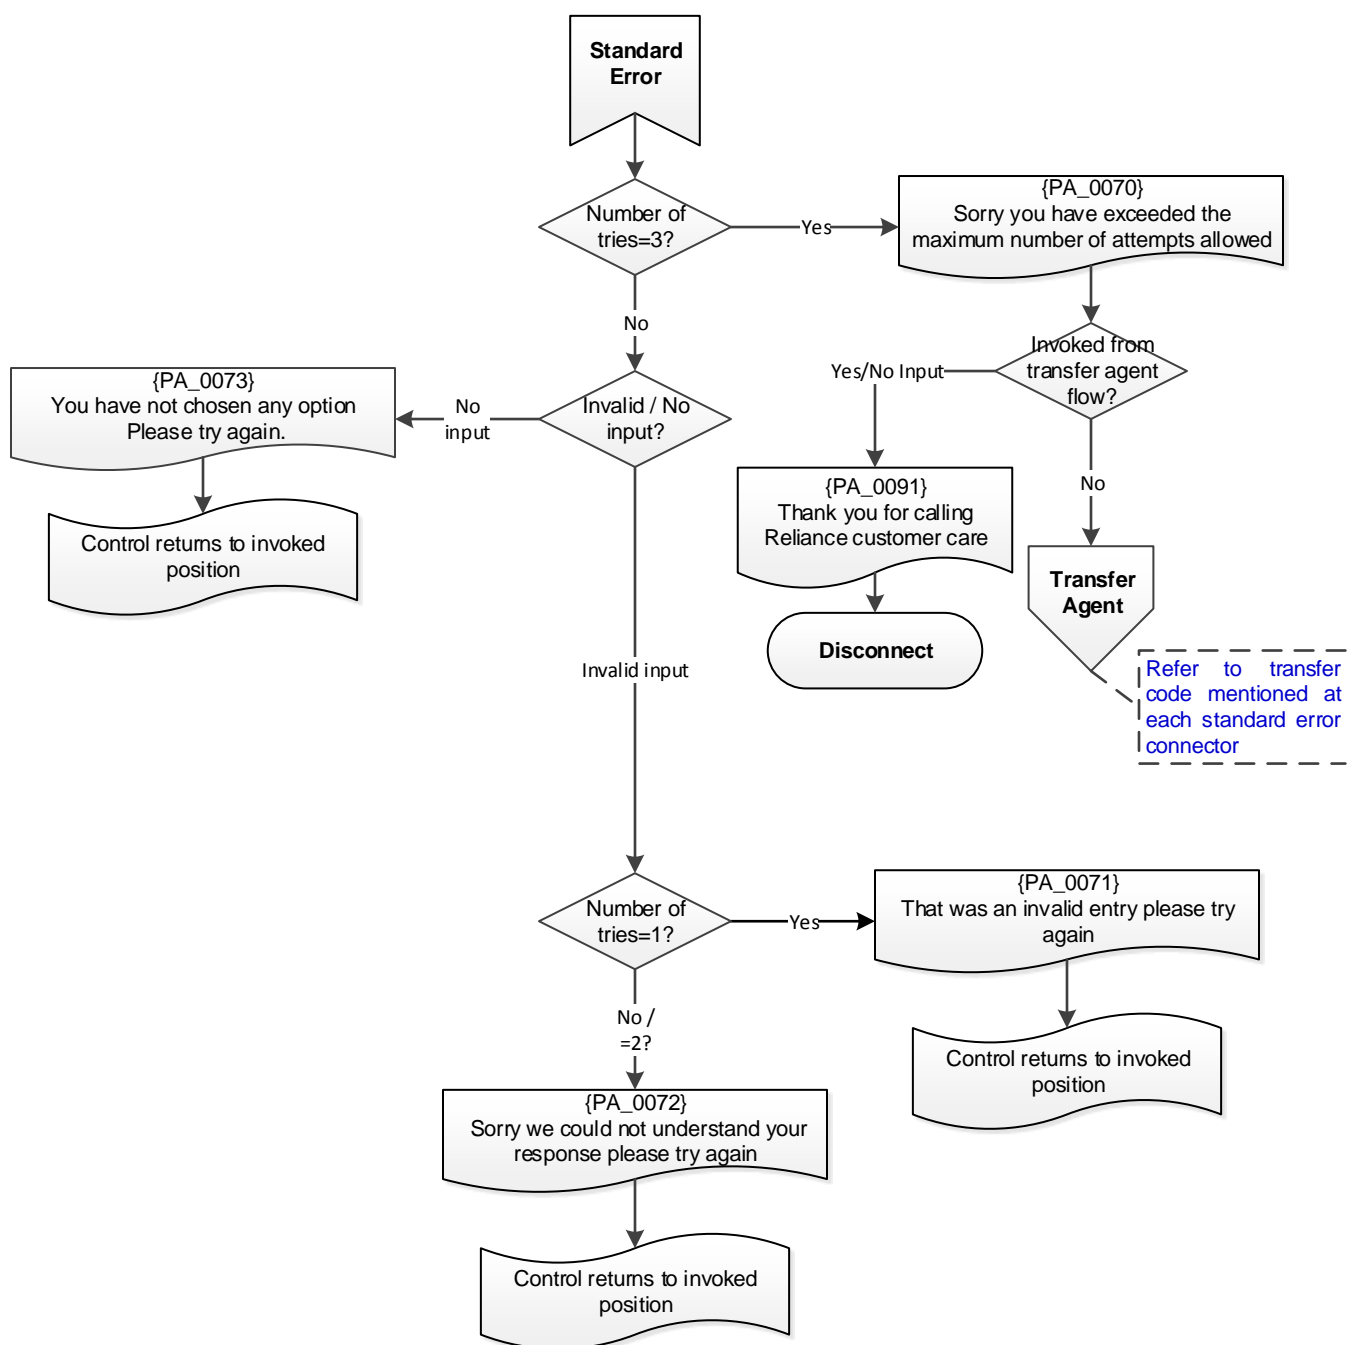 Standard
Error
Number of
tries=3?
Yes
{PA_0070}
Sorry you have exceeded the
maximum number of attempts allowed
No
Invoked from
transfer agent
flow?
Yes/No Input
{PA_0073}
You have not chosen any option
Please try again.
No
input
Invalid / No
input?
No
{PA_0091}
Thank you for calling
Reliance customer care
Control returns to invoked
position
Transfer
Agent
Disconnect
Invalid input
Refer to transfer
code mentioned at
each standard error
connector
Number of
tries=1?
Yes
{PA_0071}
That was an invalid entry please try
again
No /
=2?
Control returns to invoked
position
{PA_0072}
Sorry we could not understand your
response please try again
Control returns to invoked
position